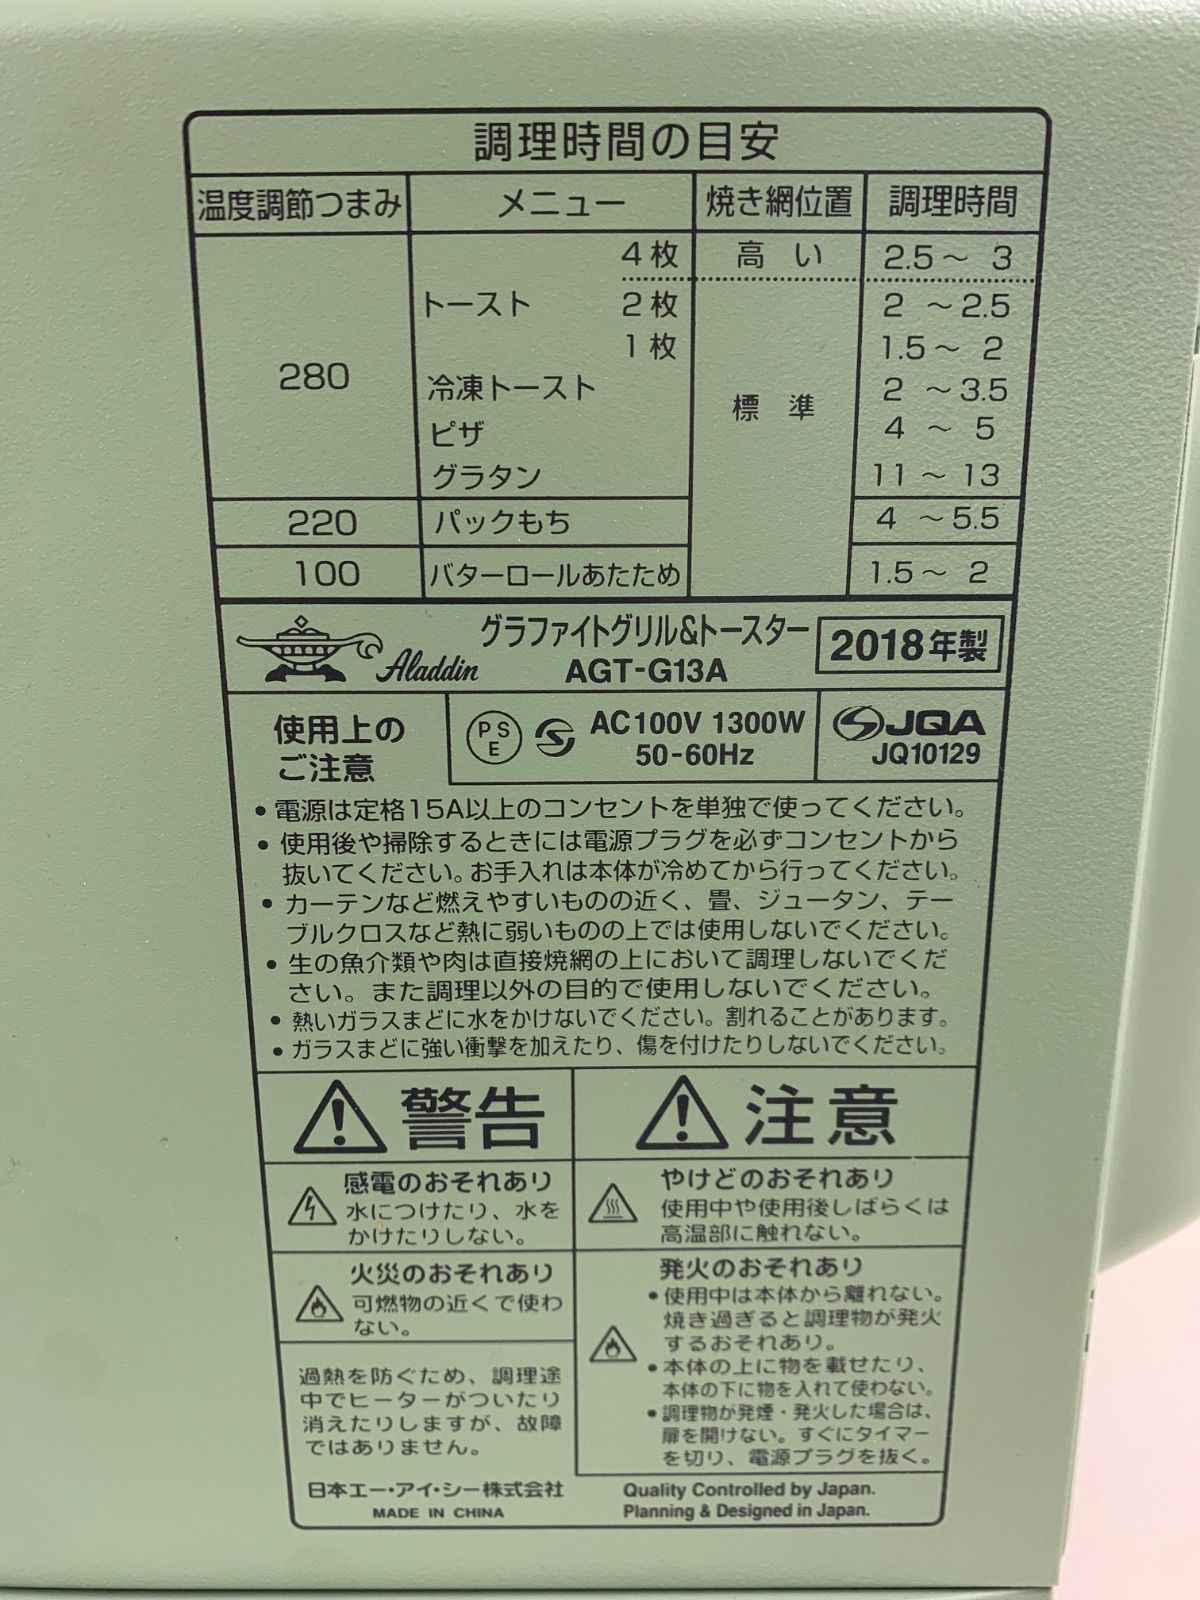 調理時間の目安
温度調節つまみ メニュー 焼き網位置 調理時間
4枚 高い 2.5～ 3
トースト 2枚 2 ～2.5
1枚 1.5～ 2
280 冷凍トースト 標準 2 ～3.5
ピザ 4 ～ 5
グラタン 11～ 13
220 パックもち 4 ～5.5
100 バターロールあたため 1.5～ 2
Aladdin グラファイトグリル&トースター
AGT-G13A
2018年製
使用上の
ご注意
PS
E
AC100V 1300W
50-60Hz
JQA
JQ10129
• 電源は定格15A以上のコンセントを単独で使ってください。
• 使用後や掃除するときには電源プラグを必ずコンセントから
抜いてください。お手入れは本体が冷めてから行ってください。
• カーテンなど燃えやすいものの近く、畳、ジュータン、テー
ブルクロスなど熱に弱いものの上では使用しないでください。
• 生の魚介類や肉は直接焼網の上において調理しないでくだ
さい。また調理以外の目的で使用しないでください。
• 熱いガラスまどに水をかけないでください。割れることがあります。
• ガラスまどに強い衝撃を加えたり、傷を付けたりしないでください。
警告
感電のおそれあり
水につけたり、水を
かけたりしない。
火災のおそれあり
可燃物の近くで使わ
ない。
過熱を防ぐため、調理途
中でヒーターがついたり
消えたりしますが、故障
ではありません。
日本エー・アイ・シー株式会社
MADE IN CHINA
注意
やけどのおそれあり
使用中や使用後しばらくは
高温部に触れない。
発火のおそれあり
• 使用中は本体から離れない。
焼き過ぎると調理物が発火
するおそれあり。
• 本体の上に物を載せたり、
本体の下に物を入れて使わない。
• 調理物が発煙・発火した場合は、
扉を開けない。すぐにタイマー
を切り、電源プラグを抜く。
Quality Controlled by Japan.
Planning & Designed in Japan.